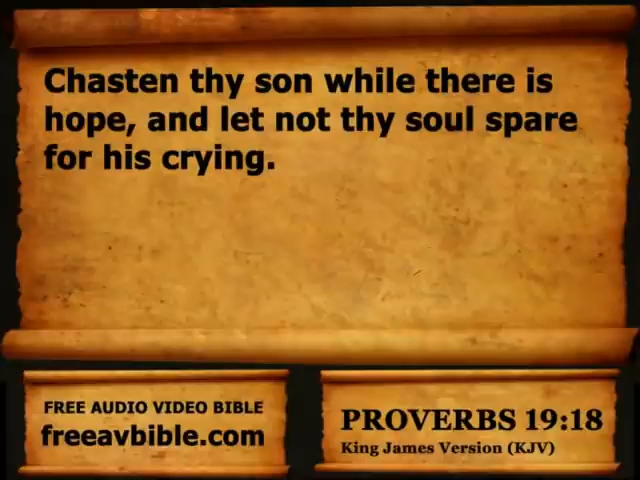 Chasten thy son while there is
hope, and let not thy soul spare
for his crying.
FREE AUDIO VIDEO BIBLE
freeavbible.com
PROVERBS 19:18
King James Version (KJV)